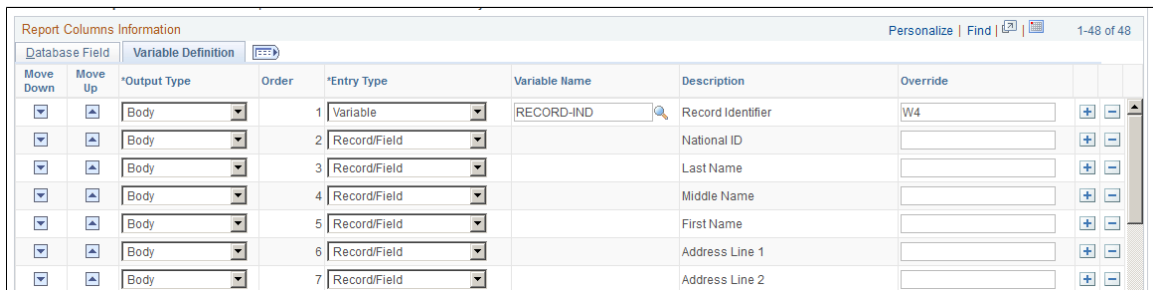 Report Columns Information Personalize | Find | | 1-48 of 48
Database Field Variable Definition
Move Down Move Up *Output Type Order *Entry Type Variable Name Description Override
Body 1 Variable RECORD-IND Record Identifier W4
Body 2 Record/Field National ID
Body 3 Record/Field Last Name
Body 4 Record/Field Middle Name
Body 5 Record/Field First Name
Body 6 Record/Field Address Line 1
Body 7 Record/Field Address Line 2